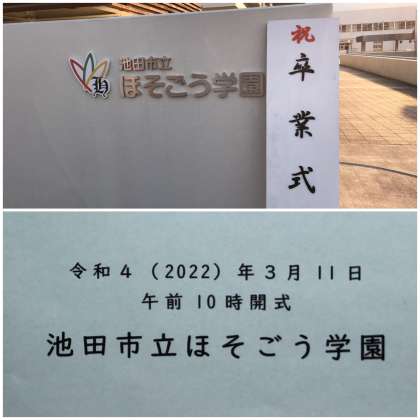 池田市立
ほそごう学園
祝卒業式
令和4（2022）年3月11日
午前10時開式
池田市立ほそごう学園